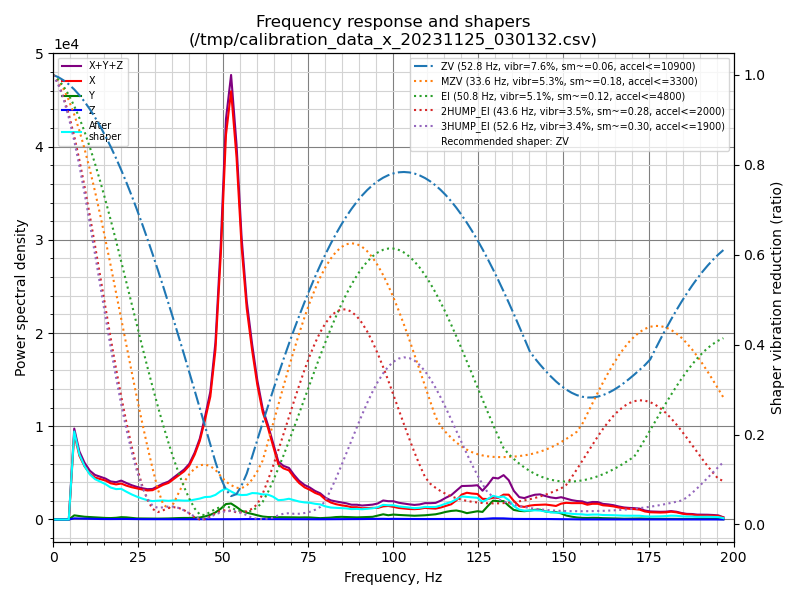 Frequency response and shapers
(/tmp/calibration_data_x_20231125_030132.csv)
1e4
X+Y+Z
X
Y
Z
After
shaper
ZV (52.8 Hz, vibr=7.6%, sm~=0.06, accel<=10900)
MZV (33.6 Hz, vibr=5.3%, sm~=0.18, accel<=3300)
EI (50.8 Hz, vibr=5.1%, sm~=0.12, accel<=4800)
2HUMP_EI (43.6 Hz, vibr=3.5%, sm~=0.28, accel<=2000)
3HUMP_EI (52.6 Hz, vibr=3.4%, sm~=0.30, accel<=1900)
Recommended shaper: ZV
5
4
3
2
1
0
Power spectral density
1.0
0.8
0.6
0.4
0.2
0.0
Shaper vibration reduction (ratio)
0 25 50 75 100 125 150 175 200
Frequency, Hz